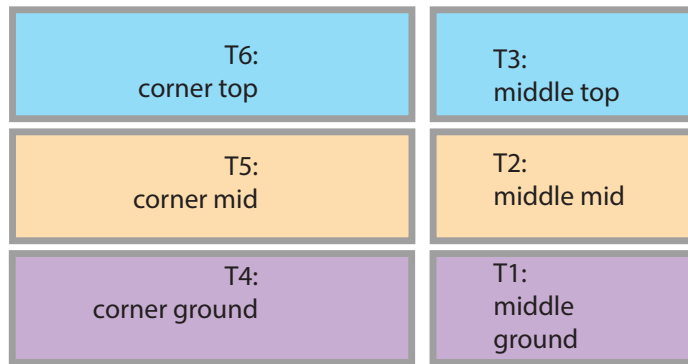 T6:
corner top
T3:
middle top
T5:
corner mid
T2:
middle mid
T4:
corner ground
T1:
middle
ground